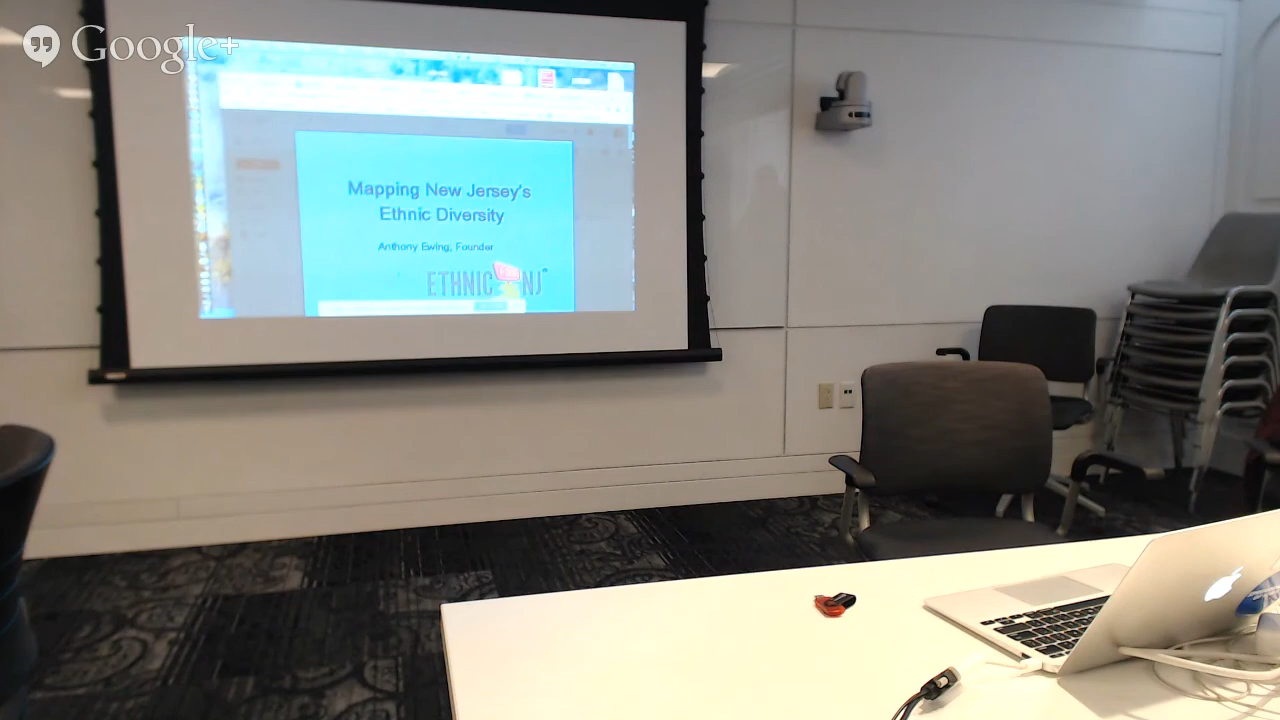 Google+
Mapping New Jersey's
Ethnic Diversity
Anthony Ewing, Founder
ETHNIC NJ